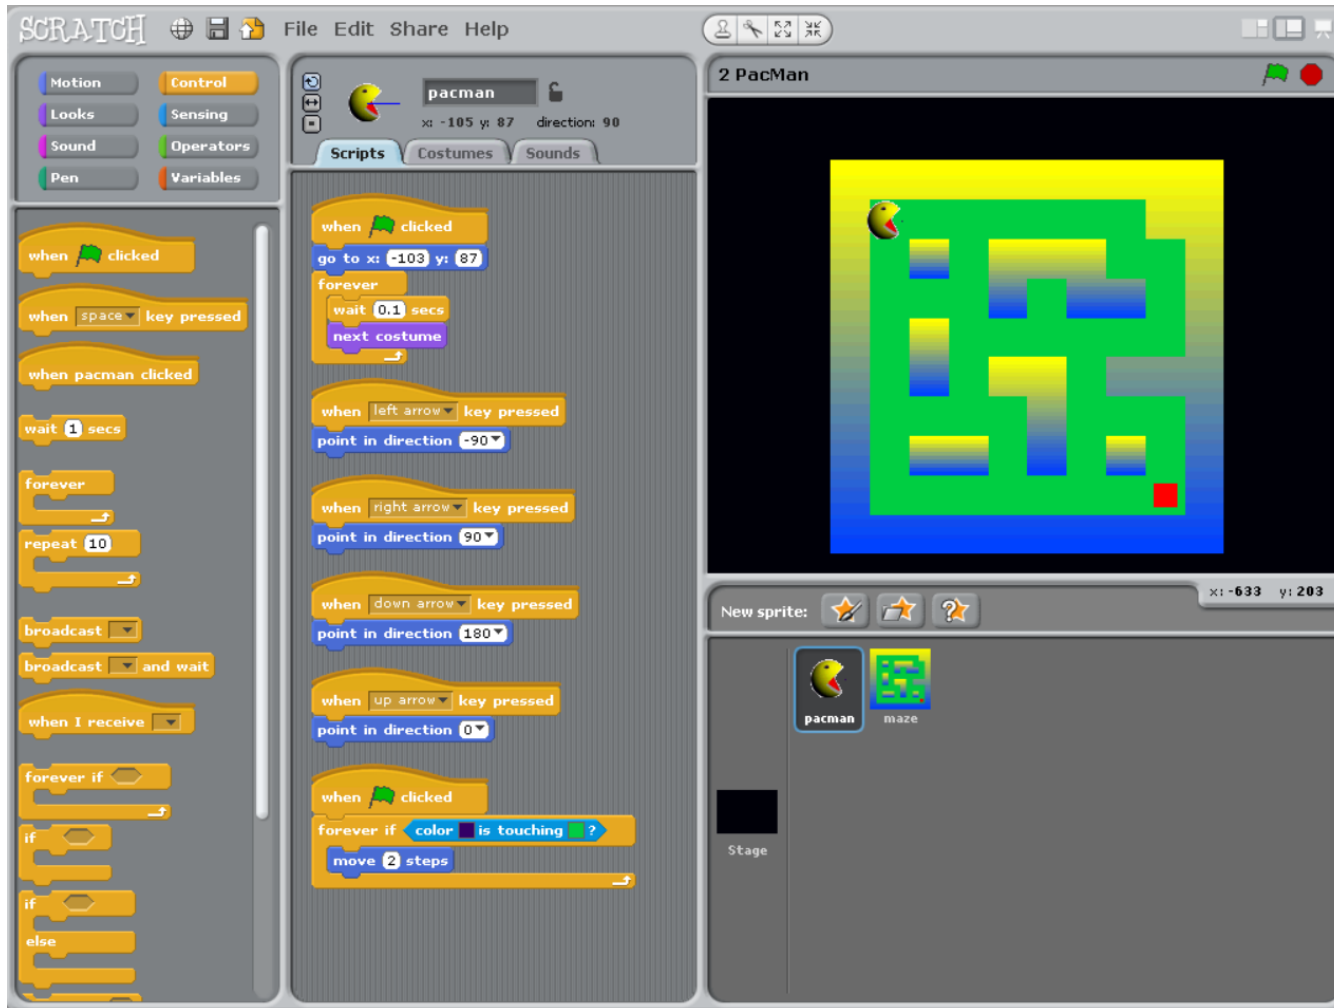 SCRATCH File Edit Share Help
Motion Control
Looks Sensing
Sound Operators
Pen Variables
when clicked
when space key pressed
when pacman clicked
wait 1 secs
forever
repeat 10
broadcast
broadcast and wait
when I receive
forever if
if
if
else
pacman
x: -105 y: 87 direction: 90
Scripts Costumes Sounds
when clicked
go to x: -103 y: 87
forever
wait 0.1 secs
next costume
when left arrow key pressed
point in direction -90
when right arrow key pressed
point in direction 90
when down arrow key pressed
point in direction 180
when up arrow key pressed
point in direction 0
when clicked
forever if color is touching ?
move 2 steps
2 PacMan
x: -633 y: 203
New sprite:
pacman maze
Stage